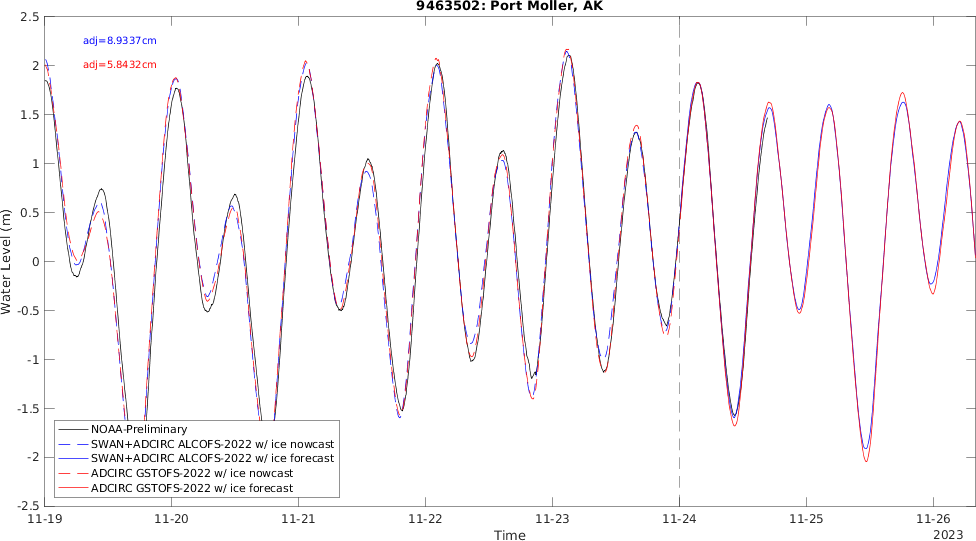 9463502: Port Moller, AK
adj=8.9337cm
adj=5.8432cm
2.5
2
1.5
1
0.5
0
-0.5
-1
-1.5
-2
-2.5
Water Level (m)
NOAA-Preliminary
SWAN+ADCIRC ALCOFS-2022 w/ ice nowcast
SWAN+ADCIRC ALCOFS-2022 w/ ice forecast
ADCIRC GSTOFS-2022 w/ ice nowcast
ADCIRC GSTOFS-2022 w/ ice forecast
11-19 11-20 11-21 11-22 11-23 11-24 11-25 11-26
Time
2023